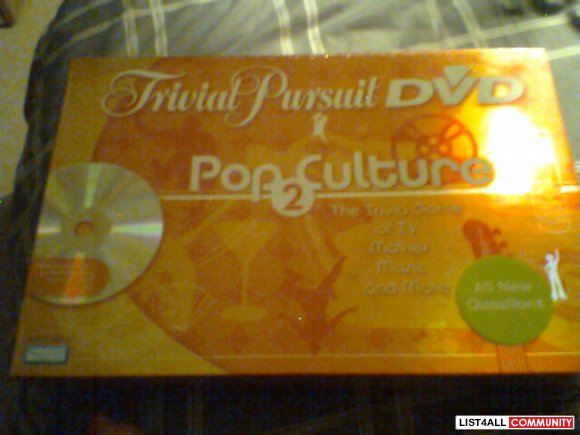 Trivial Pursuit DVD
Pop Culture
2
The Trivia Game
of TV,
Movies,
Music
and More
All New
Questions
LIST4ALL COMMUNITY